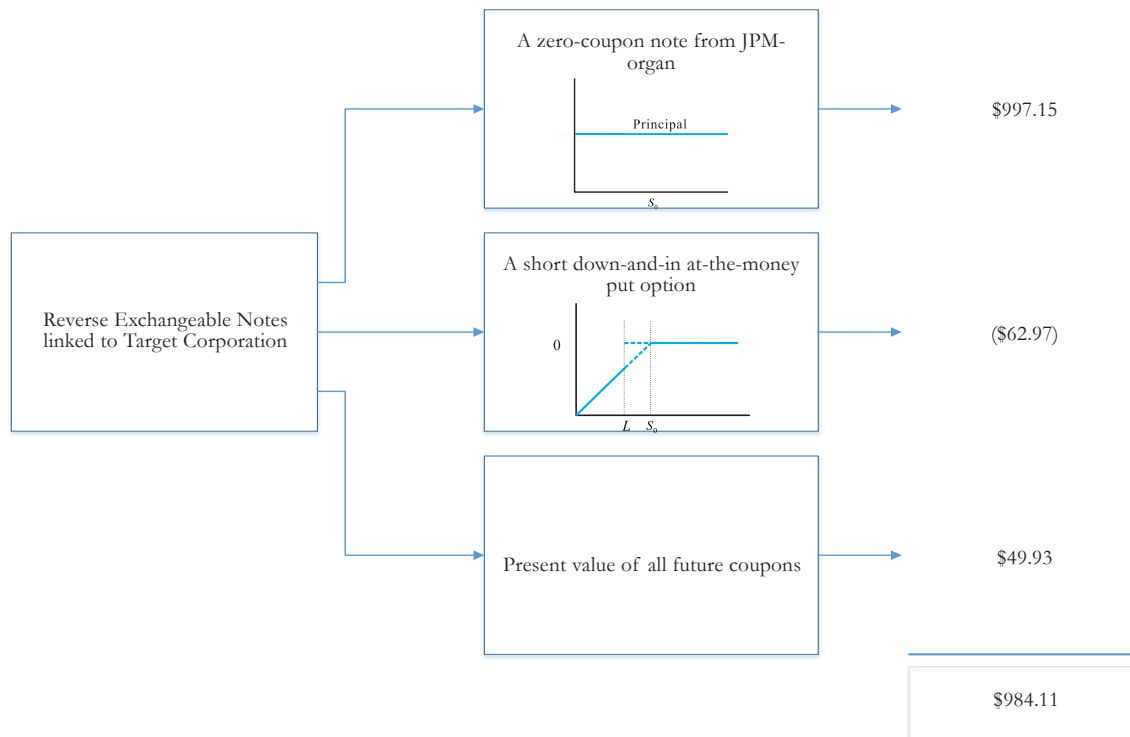 A zero-coupon note from JPM-
organ
Principal
S₀
$997.15
Reverse Exchangeable Notes
linked to Target Corporation
A short down-and-in at-the-money
put option
0
L S₀
($62.97)
Present value of all future coupons
$49.93
$984.11